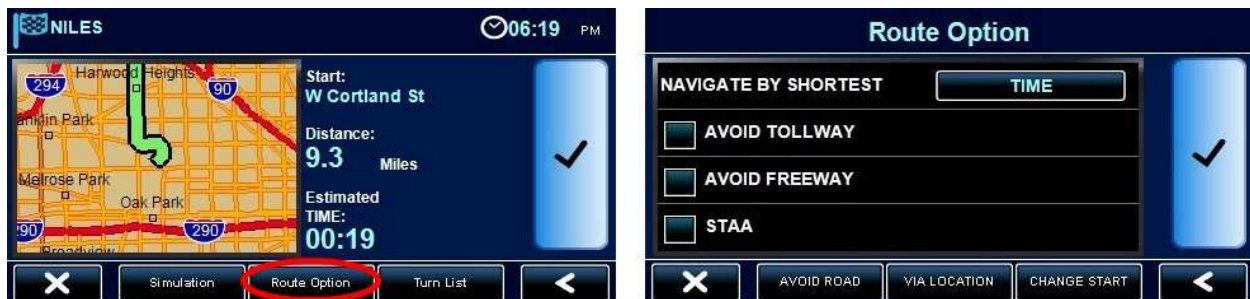 NILES
06:19 PM
294
Harwood Heights
90
Melrose Park
Oak Park
290
290
Start:
W Cortland St
Distance:
9.3 Miles
Estimated
TIME:
00:19
Simulation
Route Option
Turn List
<
Route Option
NAVIGATE BY SHORTEST
TIME
AVOID TOLLWAY
AVOID FREEWAY
STAA
AVOID ROAD
VIA LOCATION
CHANGE START
<